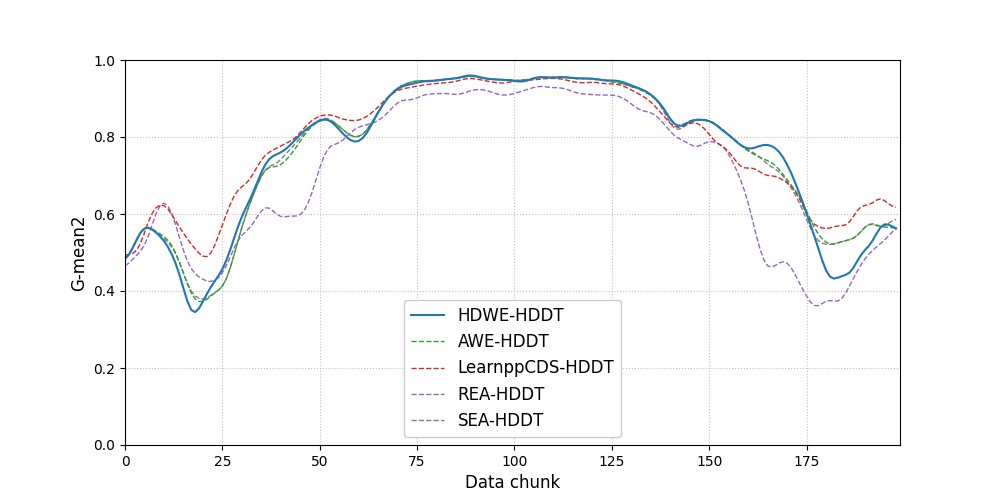 1.0
0.8
0.6
0.4
0.2
0.0
G-mean2
0
25
50
75
100
125
150
175
Data chunk
HDWE-HDDT
AWE-HDDT
LearnppCDS-HDDT
REA-HDDT
SEA-HDDT